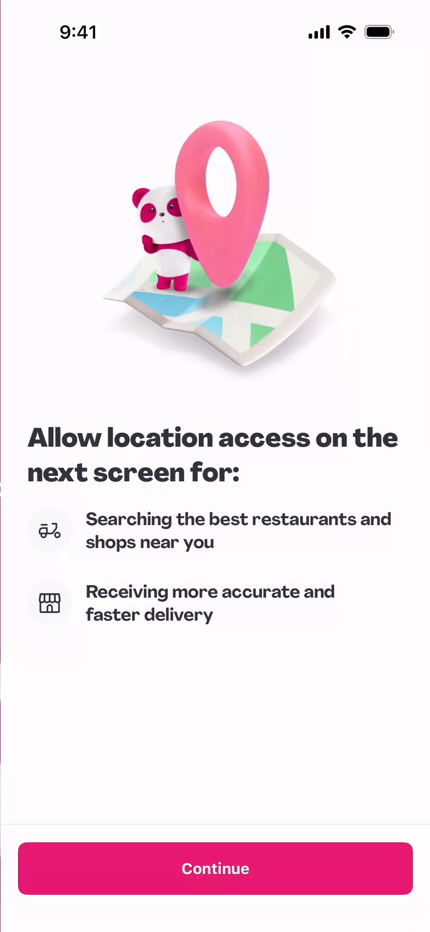 9:41
Allow location access on the
next screen for:
Searching the best restaurants and
shops near you
Receiving more accurate and
faster delivery
Continue